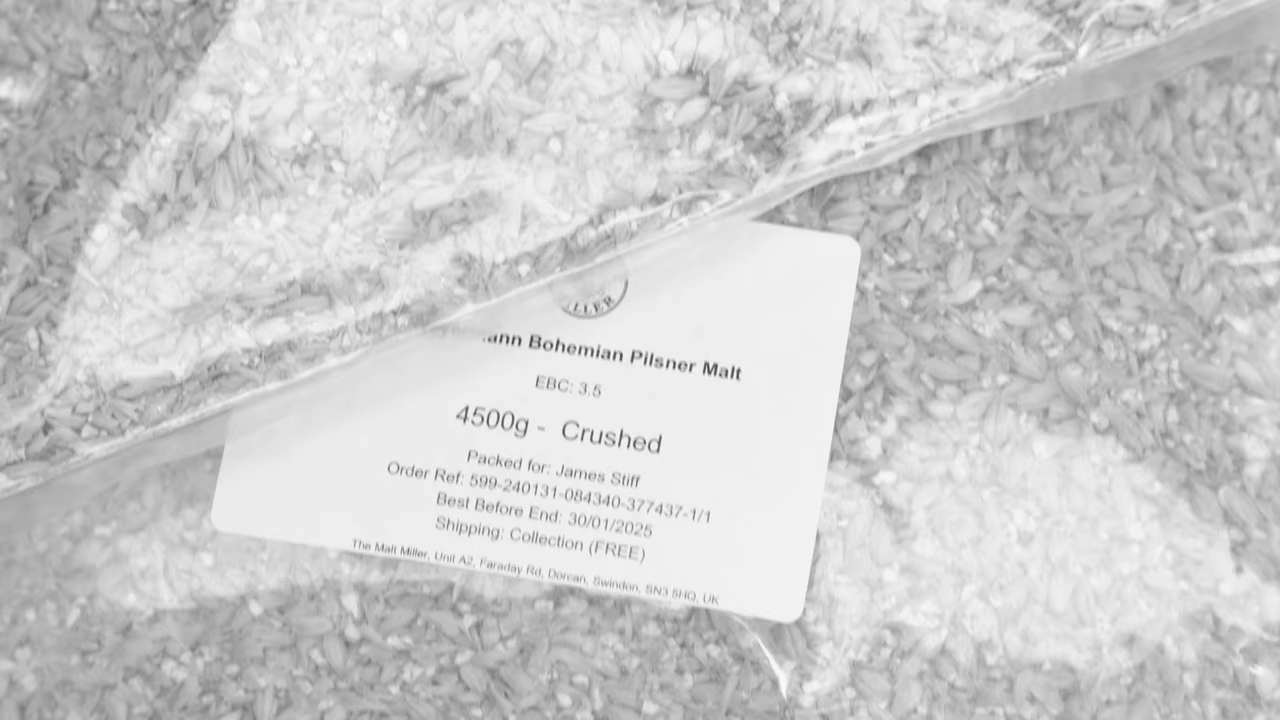 Bohemian Pilsner Malt
EBC: 3.5
4500g - Crushed
Packed for: James Stiff
Order Ref: 599-240131-084340-377437-1/1
Best Before End: 30/01/2025
Shipping: Collection (FREE)
The Malt Miller, Unit A2, Faraday Rd, Dorcan, Swindon, SN3 5HQ, UK